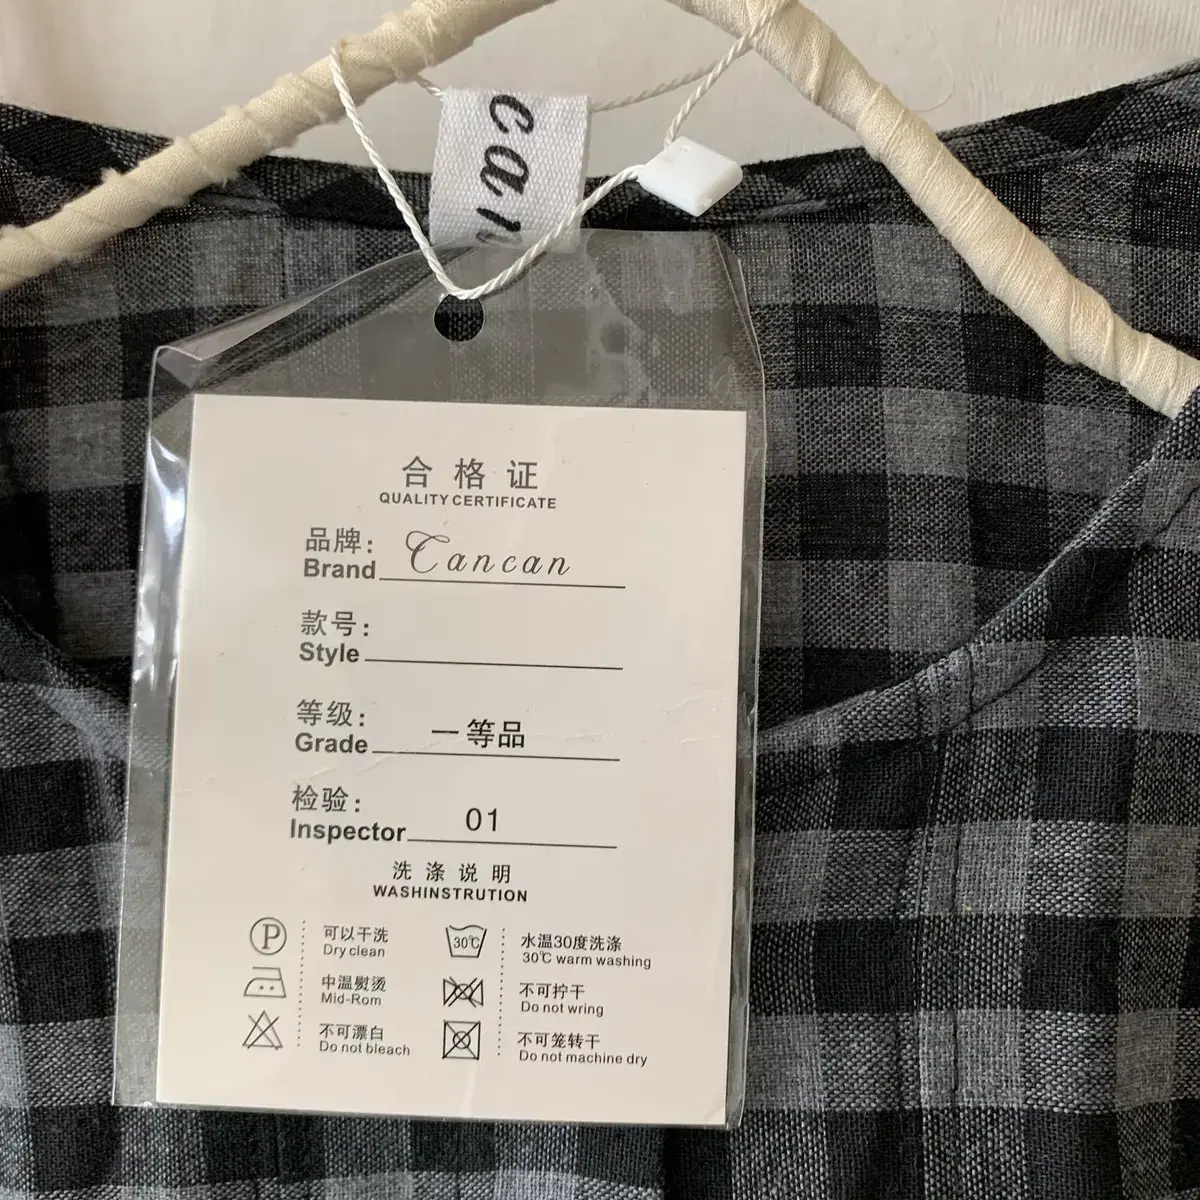 can
合格证
QUALITY CERTIFICATE
品牌: Cancan
Brand
款号:
Style
等级: 一等品
Grade
检验: 01
Inspector
洗涤说明
WASHINSTRUTION
P 可以干洗
Dry clean
中温熨烫
Mid-Rom
不可漂白
Do not bleach
30℃ 水温30度洗涤
30℃ warm washing
不可拧干
Do not wring
不可笼转干
Do not machine dry